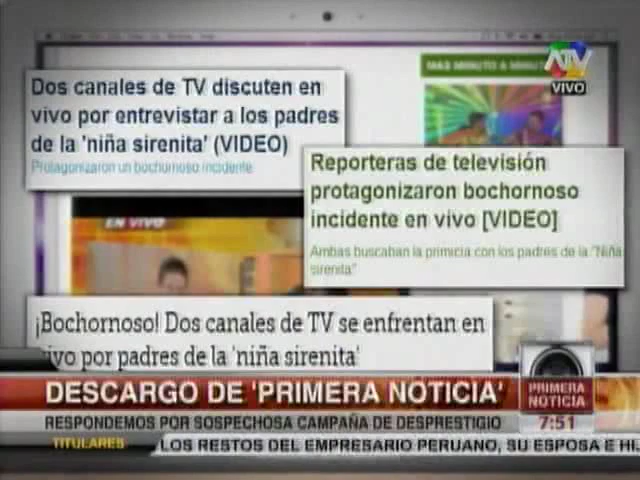 MAS MINUTO A MINUTO
ATV
VIVO
Dos canales de TV discuten en
vivo por entrevistar a los padres
de la 'niña sirenita' (VIDEO)
Protagonizaron un bochornoso incidente
Reporteras de televisión
protagonizaron bochornoso
incidente en vivo [VIDEO]
Ambas buscaban la primicia con los padres de la "Niña
sirenita"
EN VIVO
¡Bochornoso! Dos canales de TV se enfrentan en
vivo por padres de la 'niña sirenita'
DESCARGO DE 'PRIMERA NOTICIA'
RESPONDEMOS POR SOSPECHOSA CAMPAÑA DE DESPRESTIGIO
PRIMERA
NOTICIA
7:51
TITULARES
LOS RESTOS DEL EMPRESARIO PERUANO, SU ESPOSA E HIJ